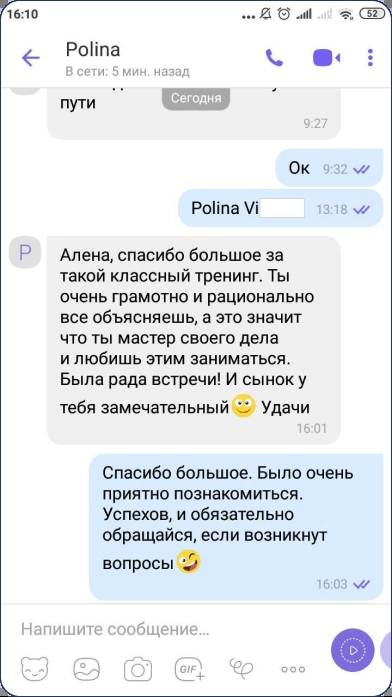 16:10
52
Polina
В сети: 5 мин. назад
Сегодня
пути
9:27
Ок 9:32
Polina Vi 13:18
P
Алена, спасибо большое за
такой классный тренинг. Ты
очень грамотно и рационально
все объясняешь, а это значит
что ты мастер своего дела
и любишь этим заниматься.
Была рада встречи! И сынок у
тебя замечательный😊 Удачи
16:01
Спасибо большое. Было очень
приятно познакомиться.
Успехов, и обязательно
обращайся, если возникнут
вопросы🤪
16:03
Напишите сообщение...
GIF